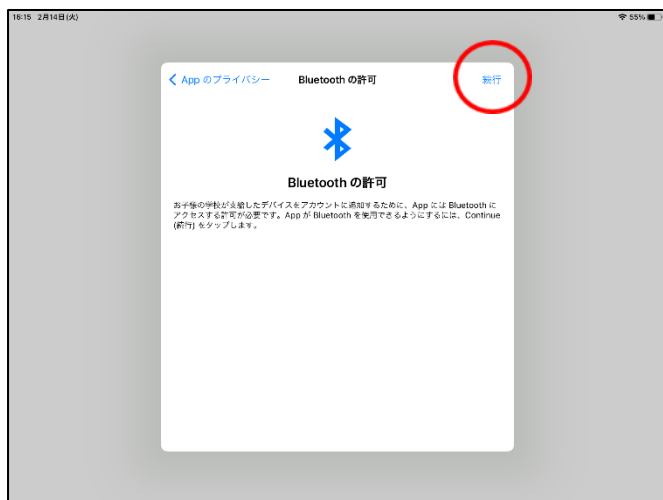 16:15 2月14日(火)
55%
App のプライバシー
Bluetooth の許可
続行
Bluetooth の許可
お子様の学校が支給したデバイスをアカウントに追加するために、App には Bluetooth に
アクセスする許可が必要です。App が Bluetooth を使用できるようにするには、Continue
(続行) をタップします。